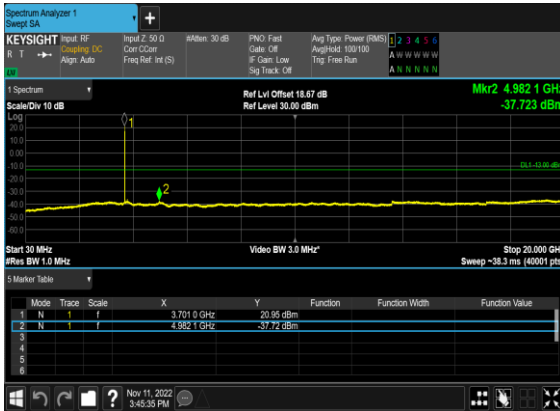 Spectrum Analyzer 1
Swept SA
KEYSIGHT
R T
Input: RF
Coupling: DC
Align: Auto
Input Z: 50 Ω
Corr CCorr
Freq Ref: Int (S)
#Atten: 30 dB
PNO: Fast
Gate: Off
IF Gain: Low
Sig Track: Off
Avg Type: Power (RMS)
Avg|Hold: 100/100
Trig: Free Run
1 2 3 4 5 6
A W W W W W
A N N N N N
1 Spectrum
Scale/Div 10 dB
Ref Lvl Offset 18.67 dB
Ref Level 30.00 dBm
Mkr2 4.982 1 GHz
-37.723 dBm
Log
20.0
10.0
0.00
-10.0
-20.0
-30.0
-40.0
-50.0
-60.0
1
2
DL1 -13.00 dBm
Start 30 MHz
#Res BW 1.0 MHz
Video BW 3.0 MHz*
Stop 20.000 GHz
Sweep ~38.3 ms (40001 pts)
5 Marker Table
Mode Trace Scale X Y Function Function Width Function Value
1 N 1 f 3.701 0 GHz 20.95 dBm
2 N 1 f 4.982 1 GHz -37.72 dBm
3
4
5
6
Nov 11, 2022
3:45:35 PM